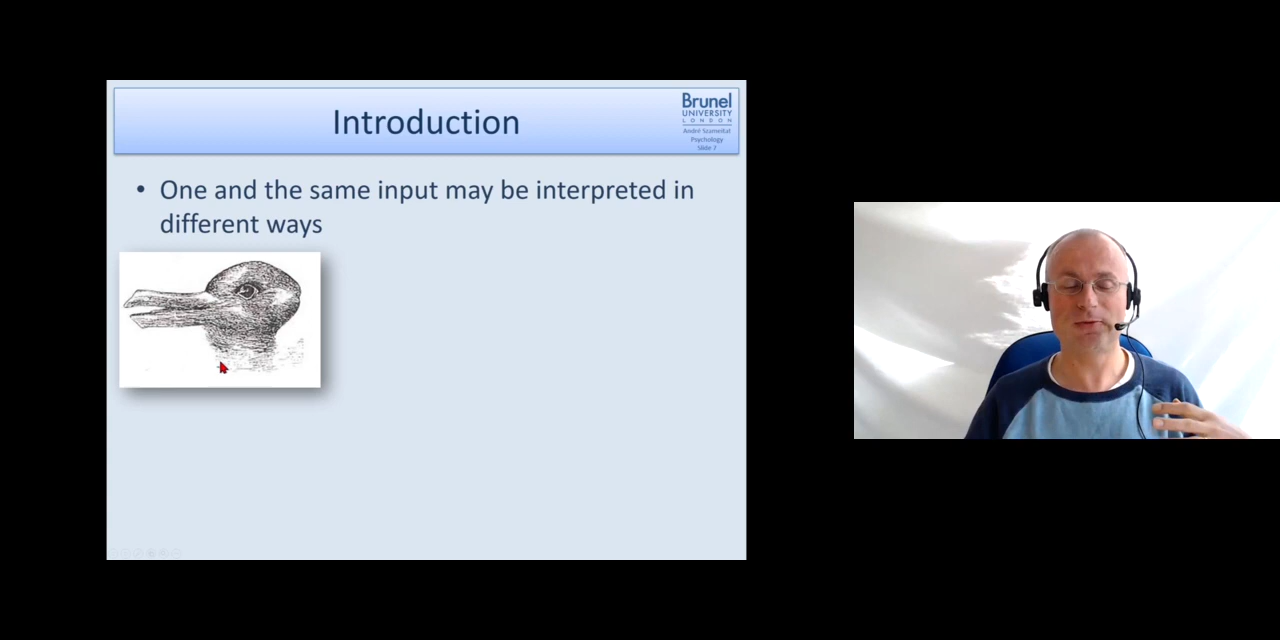 Introduction
Brunel
UNIVERSITY
LONDON
André Szameitat
Psychology
Slide 7
• One and the same input may be interpreted in
different ways